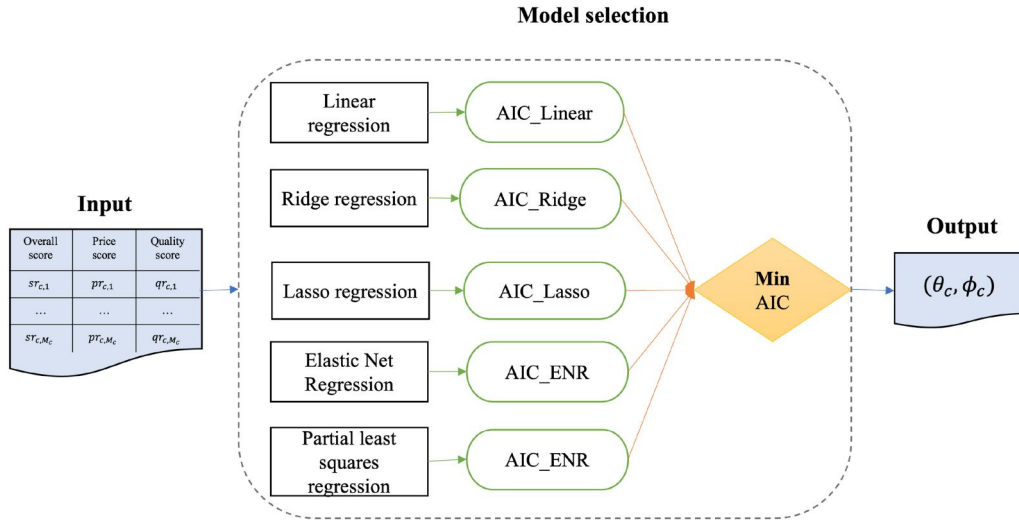 Model selection
Linear
regression
AIC_Linear
Ridge regression
AIC_Ridge
Input
Overall
score
Price
score
Quality
score
sr_{c,1}
pr_{c,1}
qr_{c,1}
...
...
...
sr_{c,M_c}
pr_{c,M_c}
qr_{c,M_c}
Lasso regression
AIC_Lasso
Elastic Net
Regression
AIC_ENR
Partial least
squares
regression
AIC_ENR
Min
AIC
Output
(θ_c, ϕ_c)